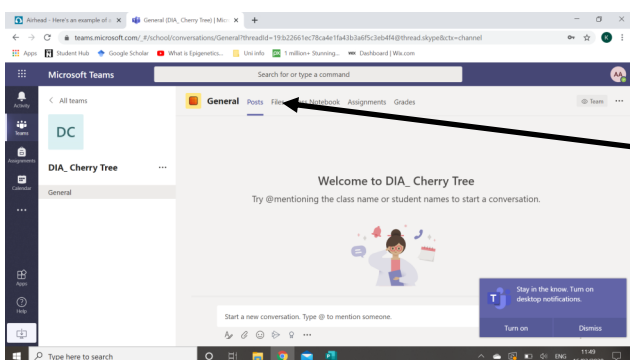 Airhead - Here's an example of a
General (DIA_ Cherry Tree) | Micr
teams.microsoft.com/_#/school/conversations/General?threadId=19:b22661ec78ca4e1fa43b3a6f5c3eb4f4@thread.skype&ctx=channel
Apps Student Hub Google Scholar What is Epigenetics... Uni info 1 million+ Stunning... Dashboard | Wix.com
Microsoft Teams
Search for or type a command
AA
Activity
Teams
Assignments
Calendar
Apps
Help
All teams
DC
DIA_ Cherry Tree
General
General Posts Files Notebook Assignments Grades
Team
Welcome to DIA_ Cherry Tree
Try @mentioning the class name or student names to start a conversation.
Start a new conversation. Type @ to mention someone.
Stay in the know. Turn on
desktop notifications.
Turn on Dismiss
Type here to search
ENG
11:49